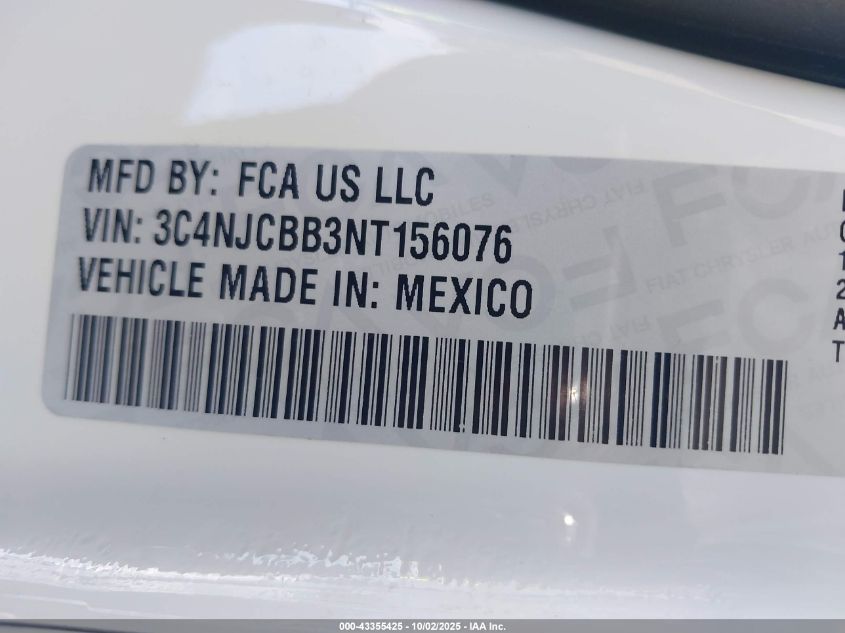 MFD BY: FCA US LLC
VIN: 3C4NJCBB3NT156076
VEHICLE MADE IN: MEXICO
000-43355425 - 10/02/2025 - IAA Inc.